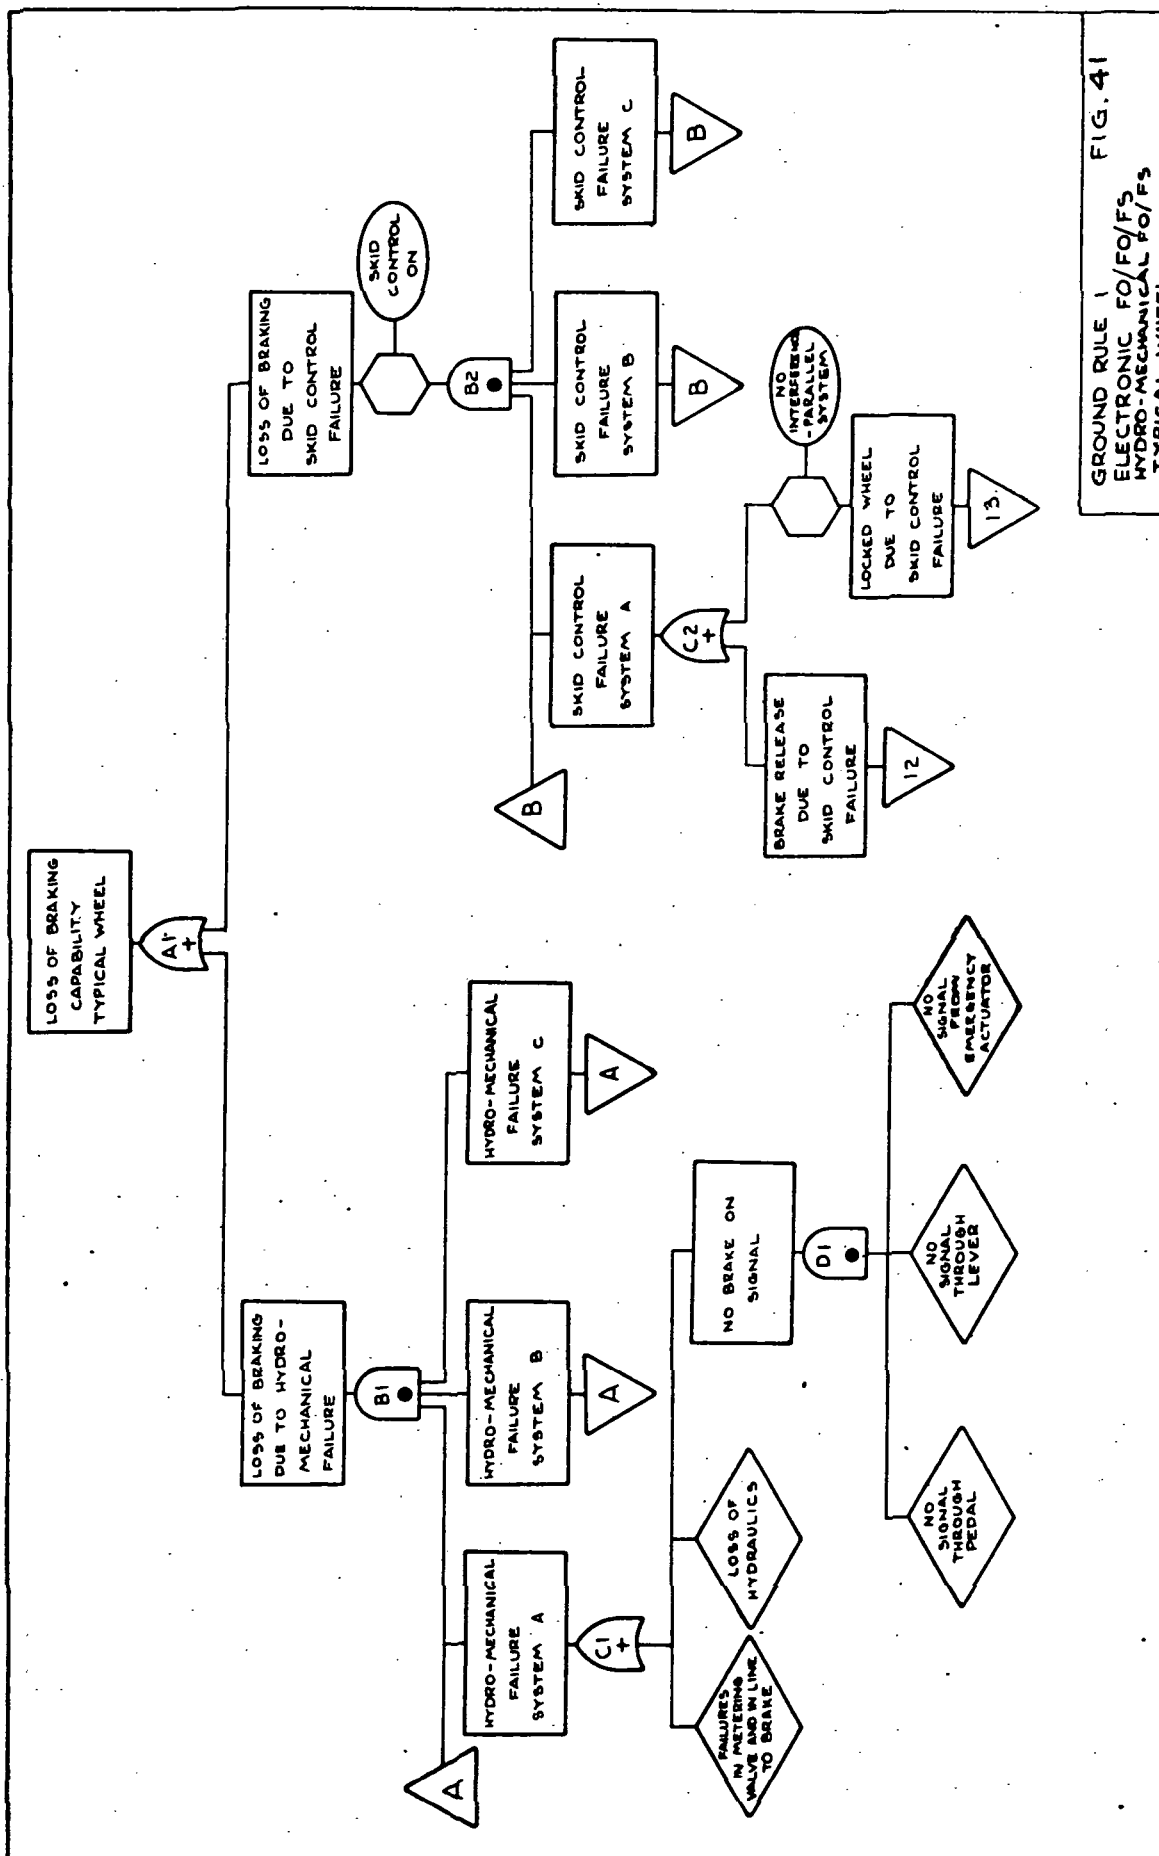 LOSS OF BRAKING
CAPABILITY
TYPICAL WHEEL
A1
+
LOSS OF BRAKING
DUE TO HYDRO-
MECHANICAL
FAILURE
LOSS OF BRAKING
DUE TO
SKID CONTROL
FAILURE
SKID
CONTROL
ON
B1
B2
A
HYDRO-MECHANICAL
FAILURE
SYSTEM A
HYDRO-MECHANICAL
FAILURE
SYSTEM B
HYDRO-MECHANICAL
FAILURE
SYSTEM C
B
SKID CONTROL
FAILURE
SYSTEM A
SKID CONTROL
FAILURE
SYSTEM B
SKID CONTROL
FAILURE
SYSTEM C
C1
+
A
A
C2
+
B
B
FAILURES
IN METERING
VALVE AND IN LINE
TO BRAKE
LOSS OF
HYDRAULICS
NO BRAKE ON
SIGNAL
BRAKE RELEASE
DUE TO
SKID CONTROL
FAILURE
NO
INTERFERENCE
-PARALLEL
SYSTEM
LOCKED WHEEL
DUE TO
SKID CONTROL
FAILURE
D1
12
13
NO
SIGNAL
THROUGH
PEDAL
NO
SIGNAL
THROUGH
LEVER
NO
SIGNAL
FROM
EMERGENCY
ACTUATOR
GROUND RULE 1 FIG. 41
ELECTRONIC FO/FO/FS
HYDRO-MECHANICAL FO/FS
TYPICAL WHEEL